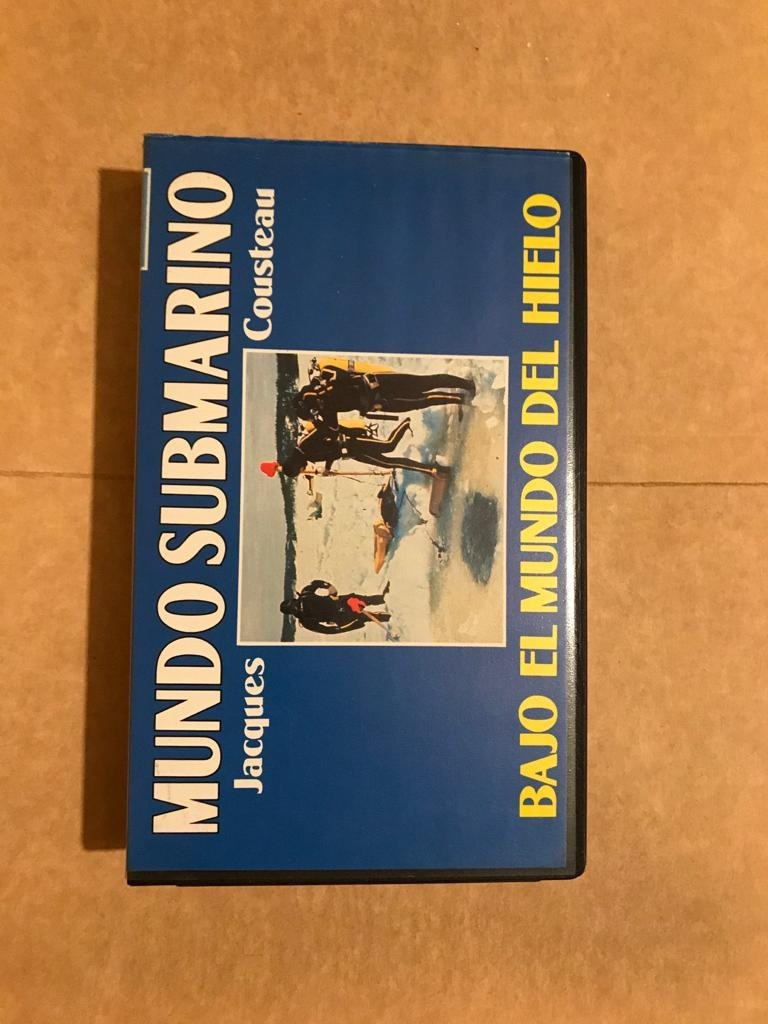 MUNDO SUBMARINO
Jacques Cousteau
BAJO EL MUNDO DEL HIELO